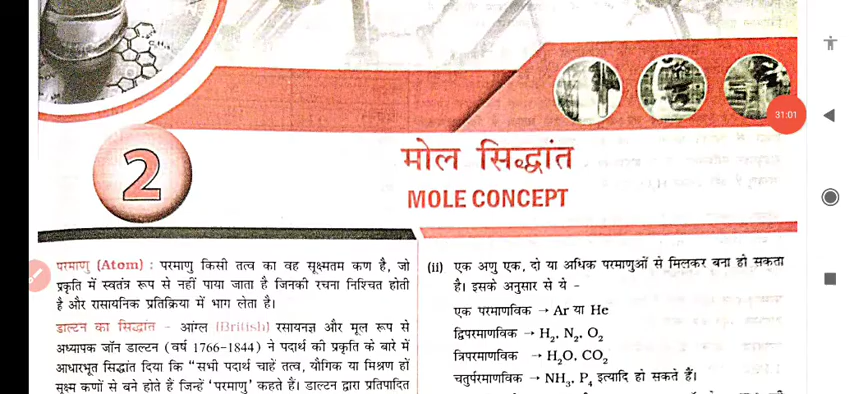 31:01
2
मोल सिद्धांत
MOLE CONCEPT
परमाणु (Atom) : परमाणु किसी तत्व का वह सूक्ष्मतम कण है, जो
प्रकृति में स्वतंत्र रूप से नहीं पाया जाता है जिनकी रचना निश्चित होती
है और रासायनिक प्रतिक्रिया में भाग लेता है।
डाल्टन का सिद्धांत - आंग्ल (British) रसायनज्ञ और मूल रूप से
अध्यापक जॉन डाल्टन (वर्ष 1766-1844) ने पदार्थ की प्रकृति के बारे में
आधारभूत सिद्धांत दिया कि “सभी पदार्थ चाहें तत्व, यौगिक या मिश्रण हों
सूक्ष्म कणों से बने होते हैं जिन्हें ‘परमाणु’ कहते हैं। डाल्टन द्वारा प्रतिपादित
(ii) एक अणु एक, दो या अधिक परमाणुओं से मिलकर बना हो सकता
है। इसके अनुसार से ये -
एक परमाणविक → Ar या He
द्विपरमाणविक → H₂, N₂, O₂
त्रिपरमाणविक → H₂O, CO₂
चतुर्परमाणविक → NH₃, P₄ इत्यादि हो सकते हैं।